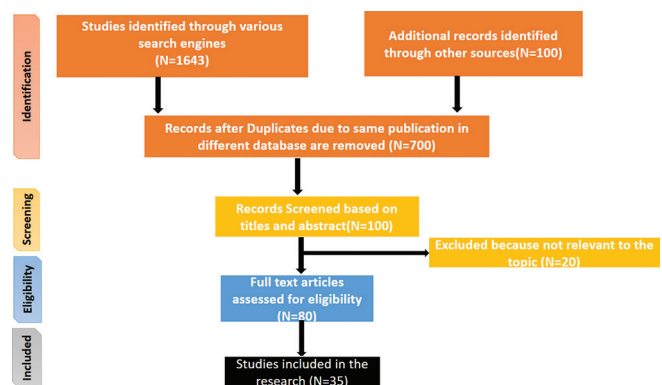 Identification
Studies identified through various
search engines
(N=1643)
Additional records identified
through other sources(N=100)
Records after Duplicates due to same publication in
different database are removed (N=700)
Screening
Records Screened based on
titles and abstract(N=100)
Excluded because not relevant to the
topic (N=20)
Eligibility
Full text articles
assessed for eligibility
(N=80)
Included
Studies included in the
research (N=35)